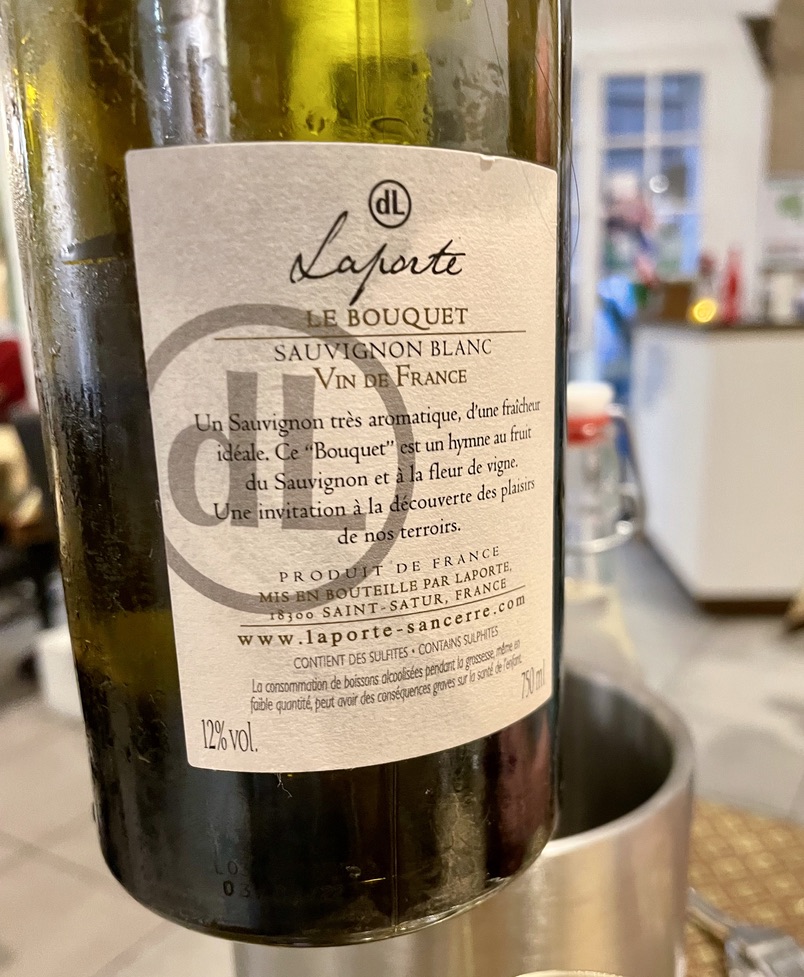 dL
Laporte
LE BOUQUET
SAUVIGNON BLANC
VIN DE FRANCE
Un Sauvignon très aromatique, d'une fraîcheur
idéale. Ce "Bouquet" est un hymne au fruit
du Sauvignon et à la fleur de vigne.
Une invitation à la découverte des plaisirs
de nos terroirs.
dL
PRODUIT DE FRANCE
MIS EN BOUTEILLE PAR LAPORTE,
18300 SAINT-SATUR, FRANCE
www.laporte-sancerre.com
CONTIENT DES SULFITES • CONTAINS SULPHITES
La consommation de boissons alcoolisées pendant la grossesse, même en
faible quantité, peut avoir des conséquences graves sur la santé de l'enfant.
750 ml
12% vol.